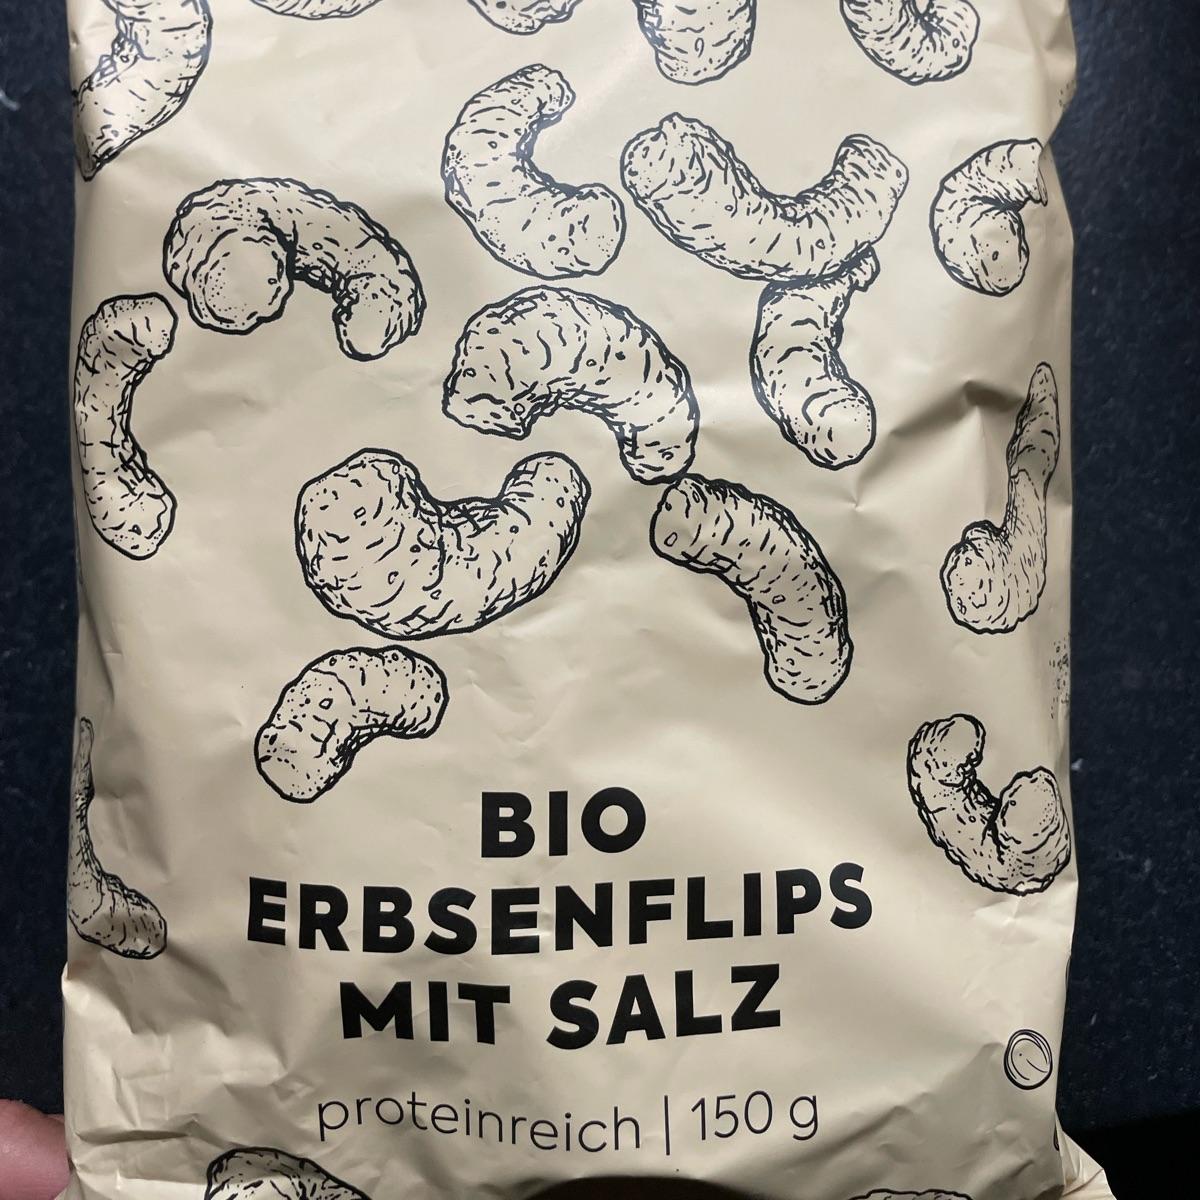 BIO
ERBSENFLIPS
MIT SALZ
proteinreich | 150 g